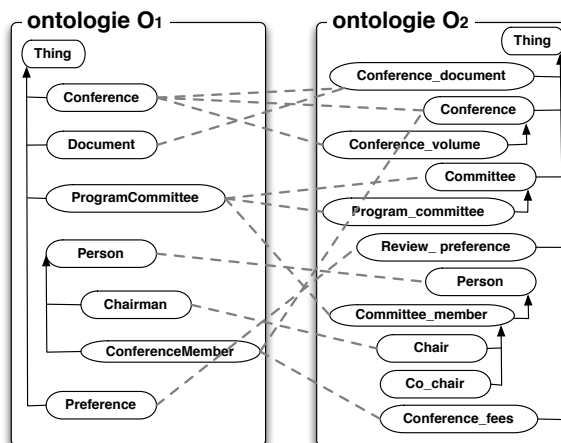 ontologie O1
Thing
Conference
Document
ProgramCommittee
Person
Chairman
ConferenceMember
Preference
ontologie O2
Thing
Conference_document
Conference
Conference_volume
Committee
Program_committee
Review_ preference
Person
Committee_member
Chair
Co_chair
Conference_fees